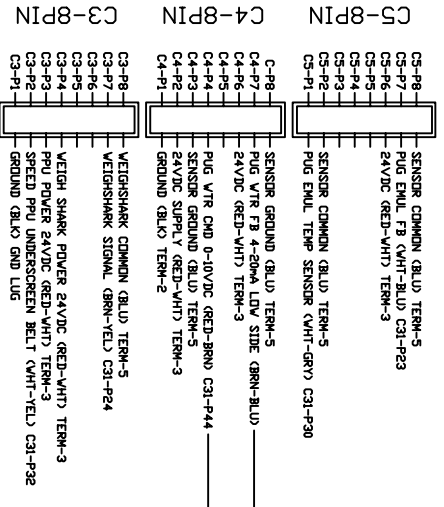 C5-8PIN
C5-P8 SENSOR COMMON (BLU) TERM-5
C5-P7 PUG EMUL FB (WHT-BLU) C31-P23
C5-P6 24VDC (RED-WHT) TERM-3
C5-P5
C5-P4
C5-P3
C5-P2 SENSOR COMMON (BLU) TERM-5
C5-P1 PUG EMUL TEMP SENSOR (WHT-GRY) C31-P30
C4-8PIN
C-P8 SENSOR GROUND (BLU) TERM-5
C4-P7 PUG WTR FB 4-20mA LOW SIDE (BRN-BLU)
C4-P6 24VDC (RED-WHT) TERM-3
C4-P5
C4-P4 PUG WTR CMD 0-10VDC (RED-BRN) C31-P44
C4-P3 SENSOR GROUND (BLU) TERM-5
C4-P2 24VDC SUPPLY (RED-WHT) TERM-3
C4-P1 GROUND (BLK) TERM-2
C3-8PIN
C3-P8 WEIGHSHARK COMMON (BLU) TERM-5
C3-P7 WEIGHSHARK SIGNAL (BRN-YEL) C31-P24
C3-P6
C3-P5
C3-P4 WEIGH SHARK POWER 24VDC (RED-WHT) TERM-3
C3-P3 PPU POWER 24VDC (RED-WHT) TERM-3
C3-P2 SPEED PPU UNDERSCREEN BELT (WHT-YEL) C31-P32
C3-P1 GROUND (BLK) GND LUG